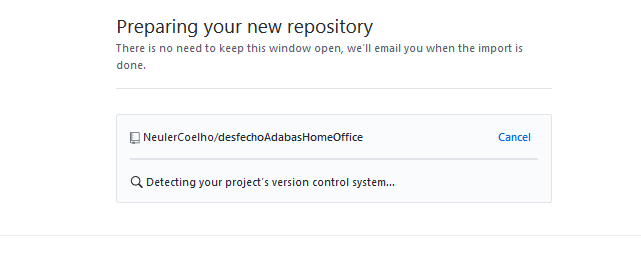 Preparing your new repository
There is no need to keep this window open, we'll email you when the import is
done.
NeulerCoelho/desfechoAdabasHomeOffice Cancel
Detecting your project's version control system...